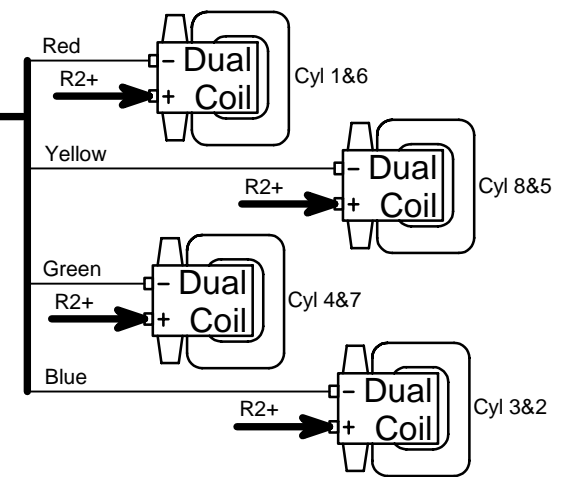 Red
R2+
- Dual
+ Coil
Cyl 1&6
Yellow
R2+
- Dual
+ Coil
Cyl 8&5
Green
R2+
- Dual
+ Coil
Cyl 4&7
Blue
R2+
- Dual
+ Coil
Cyl 3&2